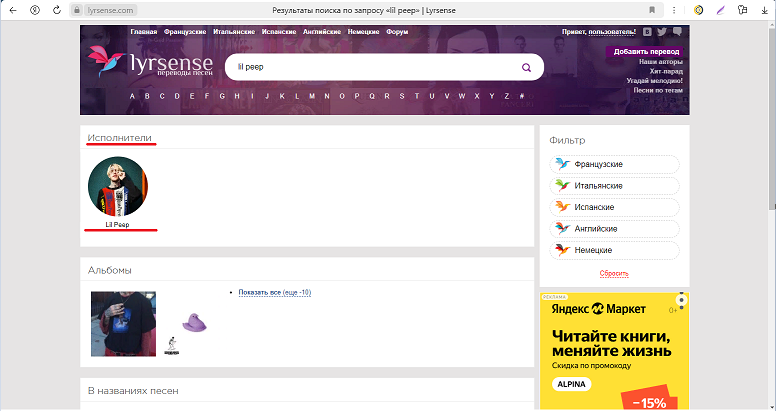 lyrsense.com
Результаты поиска по запросу «lil peep» | Lyrsense
Главная Французские Итальянские Испанские Английские Немецкие Форум
Привет, пользователь!
lyrsense
переводы песен
lil peep
Добавить перевод
Наши авторы
Хит-парад
Угадай мелодию!
Песни по тегам
A B C D E F G H I J K L M N O P Q R S T U V W X Y Z #
Исполнители
Lil Peep
Фильтр
Французские
Итальянские
Испанские
Английские
Немецкие
Сбросить
Альбомы
Показать все (еще -10)
РЕКЛАМА
Яндекс Маркет
0+
Читайте книги,
меняйте жизнь
Скидка по промокоду
ALPINA
−15%
В названиях песен